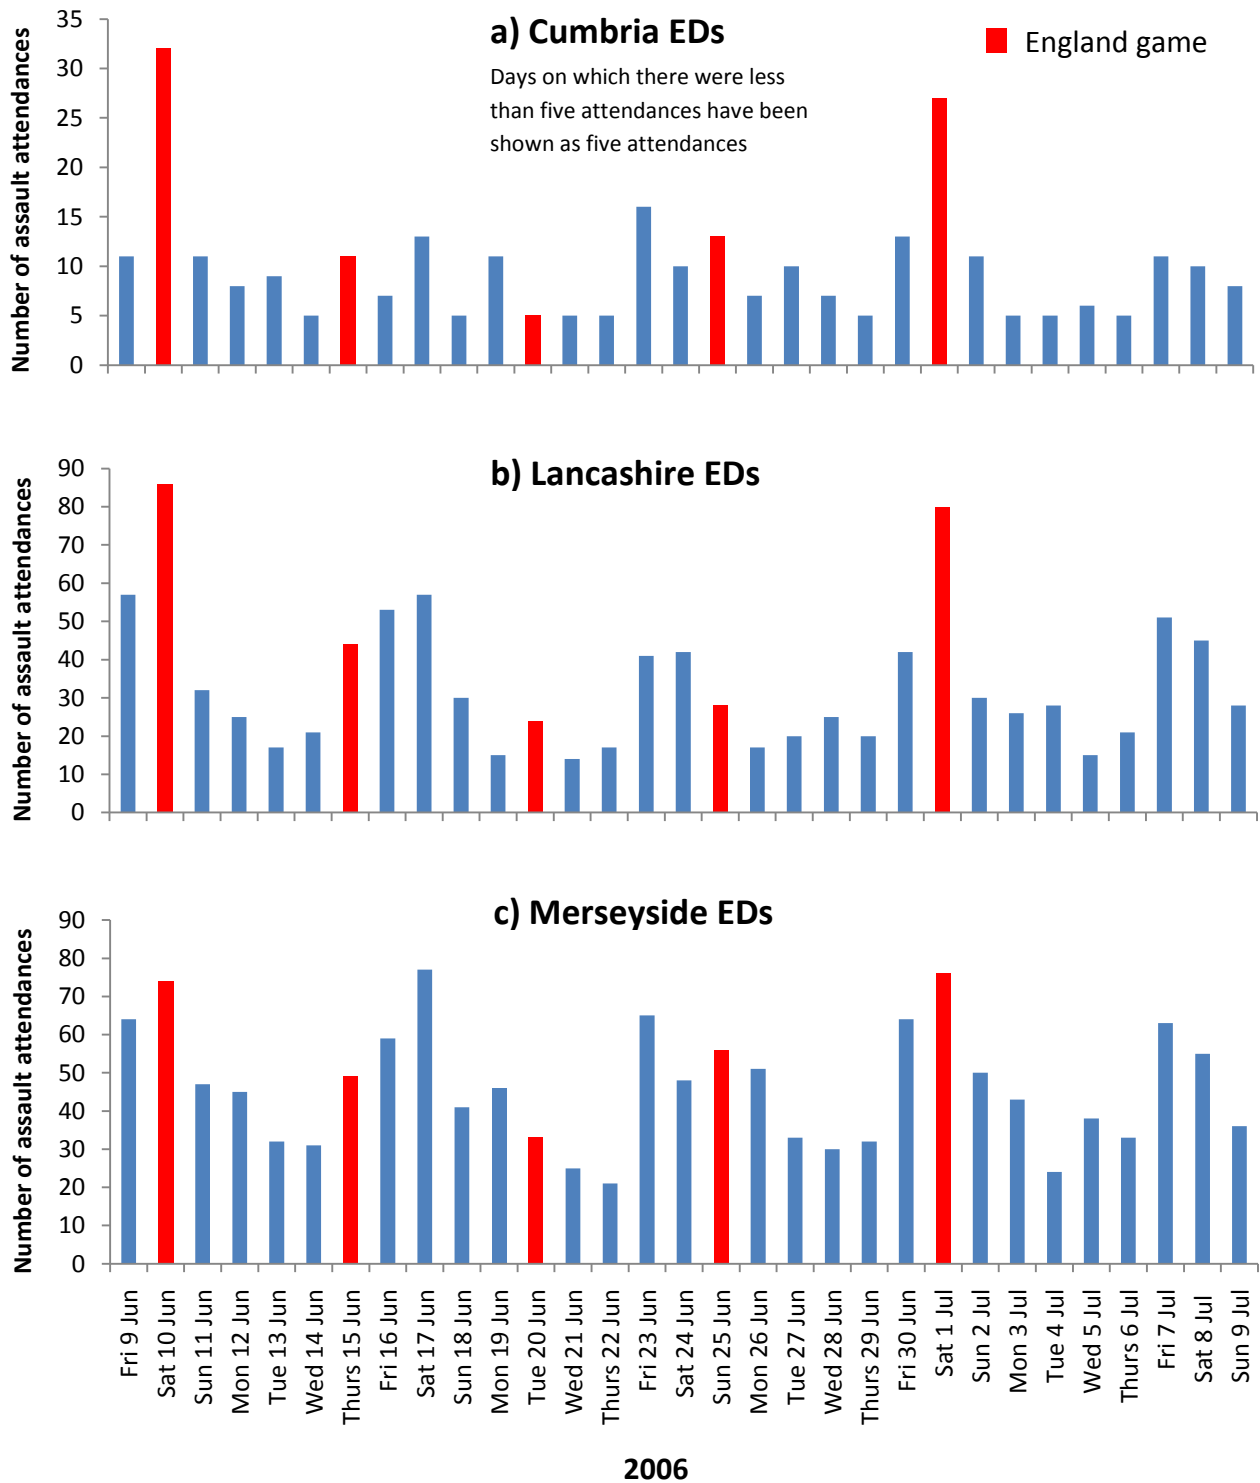 a) Cumbria EDs
England game
Days on which there were less
than five attendances have been
shown as five attendances
Number of assault attendances
35
30
25
20
15
10
5
0
b) Lancashire EDs
Number of assault attendances
90
80
70
60
50
40
30
20
10
0
c) Merseyside EDs
Number of assault attendances
90
80
70
60
50
40
30
20
10
0
Fri 9 Jun
Sat 10 Jun
Sun 11 Jun
Mon 12 Jun
Tue 13 Jun
Wed 14 Jun
Thurs 15 Jun
Fri 16 Jun
Sat 17 Jun
Sun 18 Jun
Mon 19 Jun
Tue 20 Jun
Wed 21 Jun
Thurs 22 Jun
Fri 23 Jun
Sat 24 Jun
Sun 25 Jun
Mon 26 Jun
Tue 27 Jun
Wed 28 Jun
Thurs 29 Jun
Fri 30 Jun
Sat 1 Jul
Sun 2 Jul
Mon 3 Jul
Tue 4 Jul
Wed 5 Jul
Thurs 6 Jul
Fri 7 Jul
Sat 8 Jul
Sun 9 Jul
2006